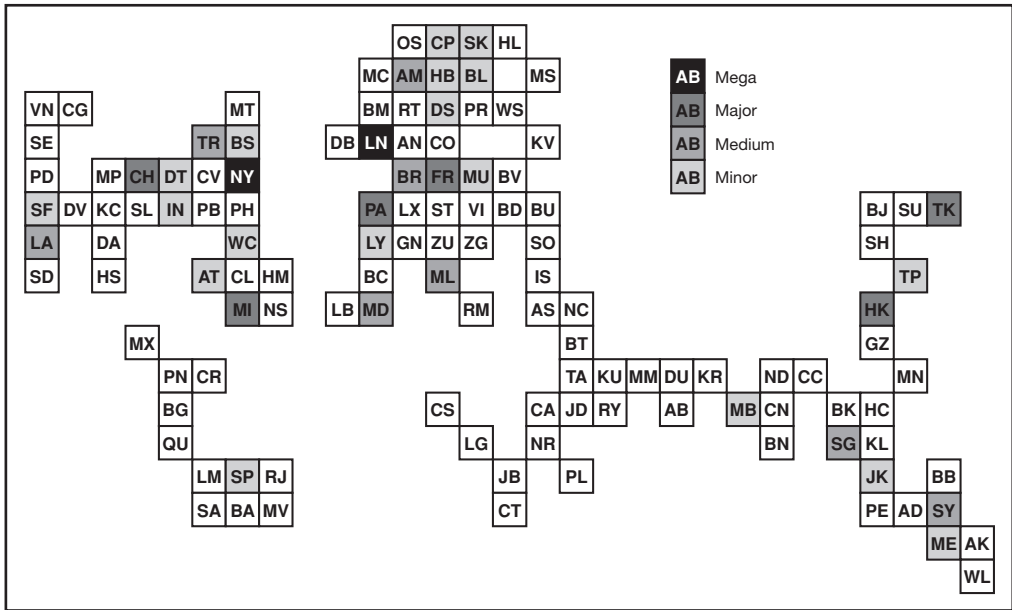 OS CP SK HL
MC AM HB BL MS AB Mega
VN CG MT BM RT DS PR WS AB Major
SE TR BS DB LN AN CO KV AB Medium
PD MP CH DT CV NY BR FR MU BV AB Minor
SF DV KC SL IN PB PH PA LX ST VI BD BU BJ SU TK
LA DA WC LY GN ZU ZG SO SH
SD HS AT CL HM BC ML IS TP
MI NS LB MD RM AS NC HK
MX BT GZ
PN CR TA KU MM DU KR ND CC MN
BG CS CA JD RY AB MB CN BK HC
QU LG NR BN SG KL
LM SP RJ JB PL JK BB
SA BA MV CT PE AD SY
ME AK
WL